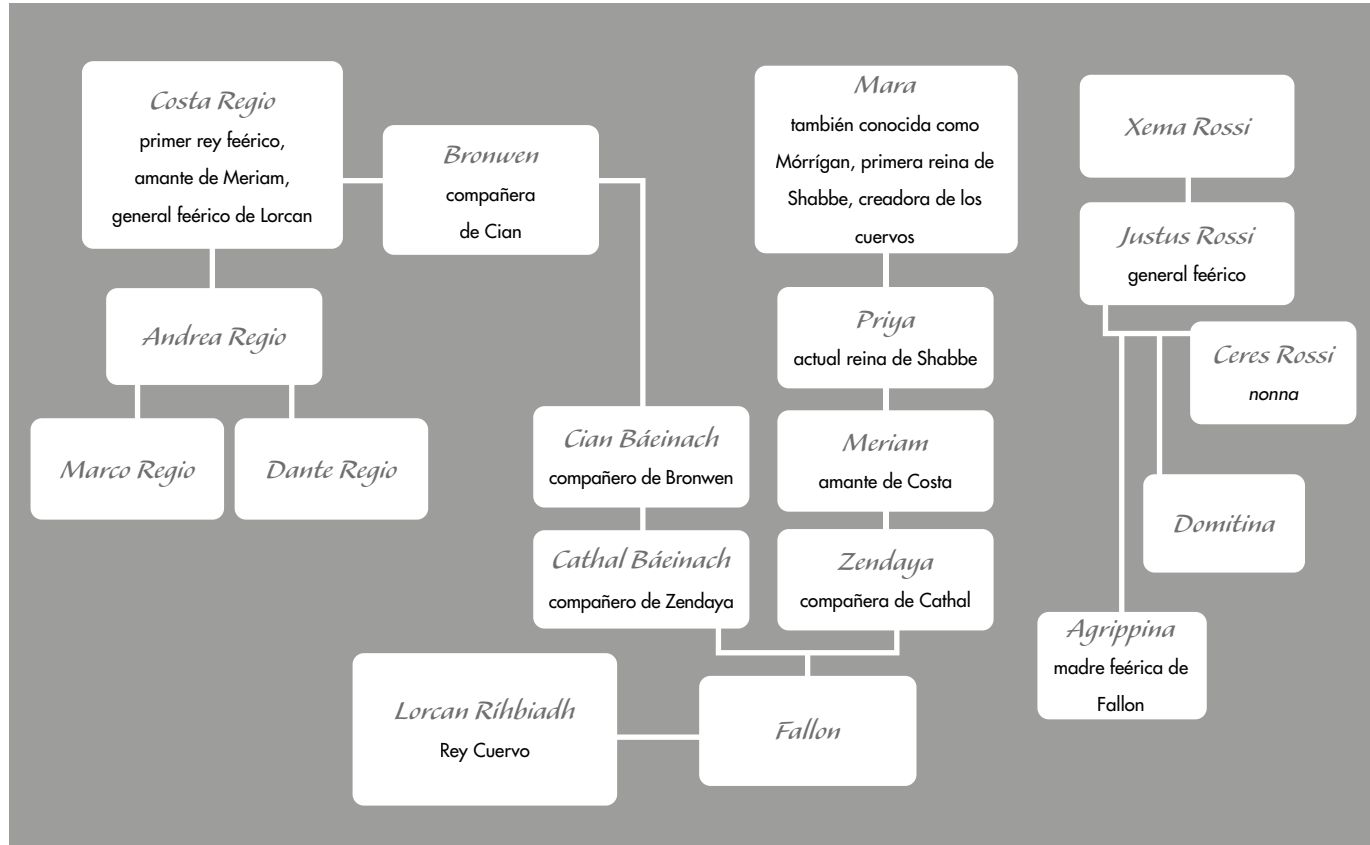 Costa Regio
primer rey feérico,
amante de Meriam,
general feérico de Lorcan
Bronwen
compañera
de Cian
Mara
también conocida como
Mórrígan, primera reina de
Shabbe, creadora de los
cuervos
Xema Rossi
Justus Rossi
general feérico
Andrea Regio
Priya
actual reina de Shabbe
Ceres Rossi
nonna
Marco Regio
Dante Regio
Cian Báeinach
compañero de Bronwen
Meriam
amante de Costa
Domitina
Cathal Báeinach
compañero de Zendaya
Zendaya
compañera de Cathal
Agrippina
madre feérica de
Fallon
Lorcan Ríhbiadh
Rey Cuervo
Fallon